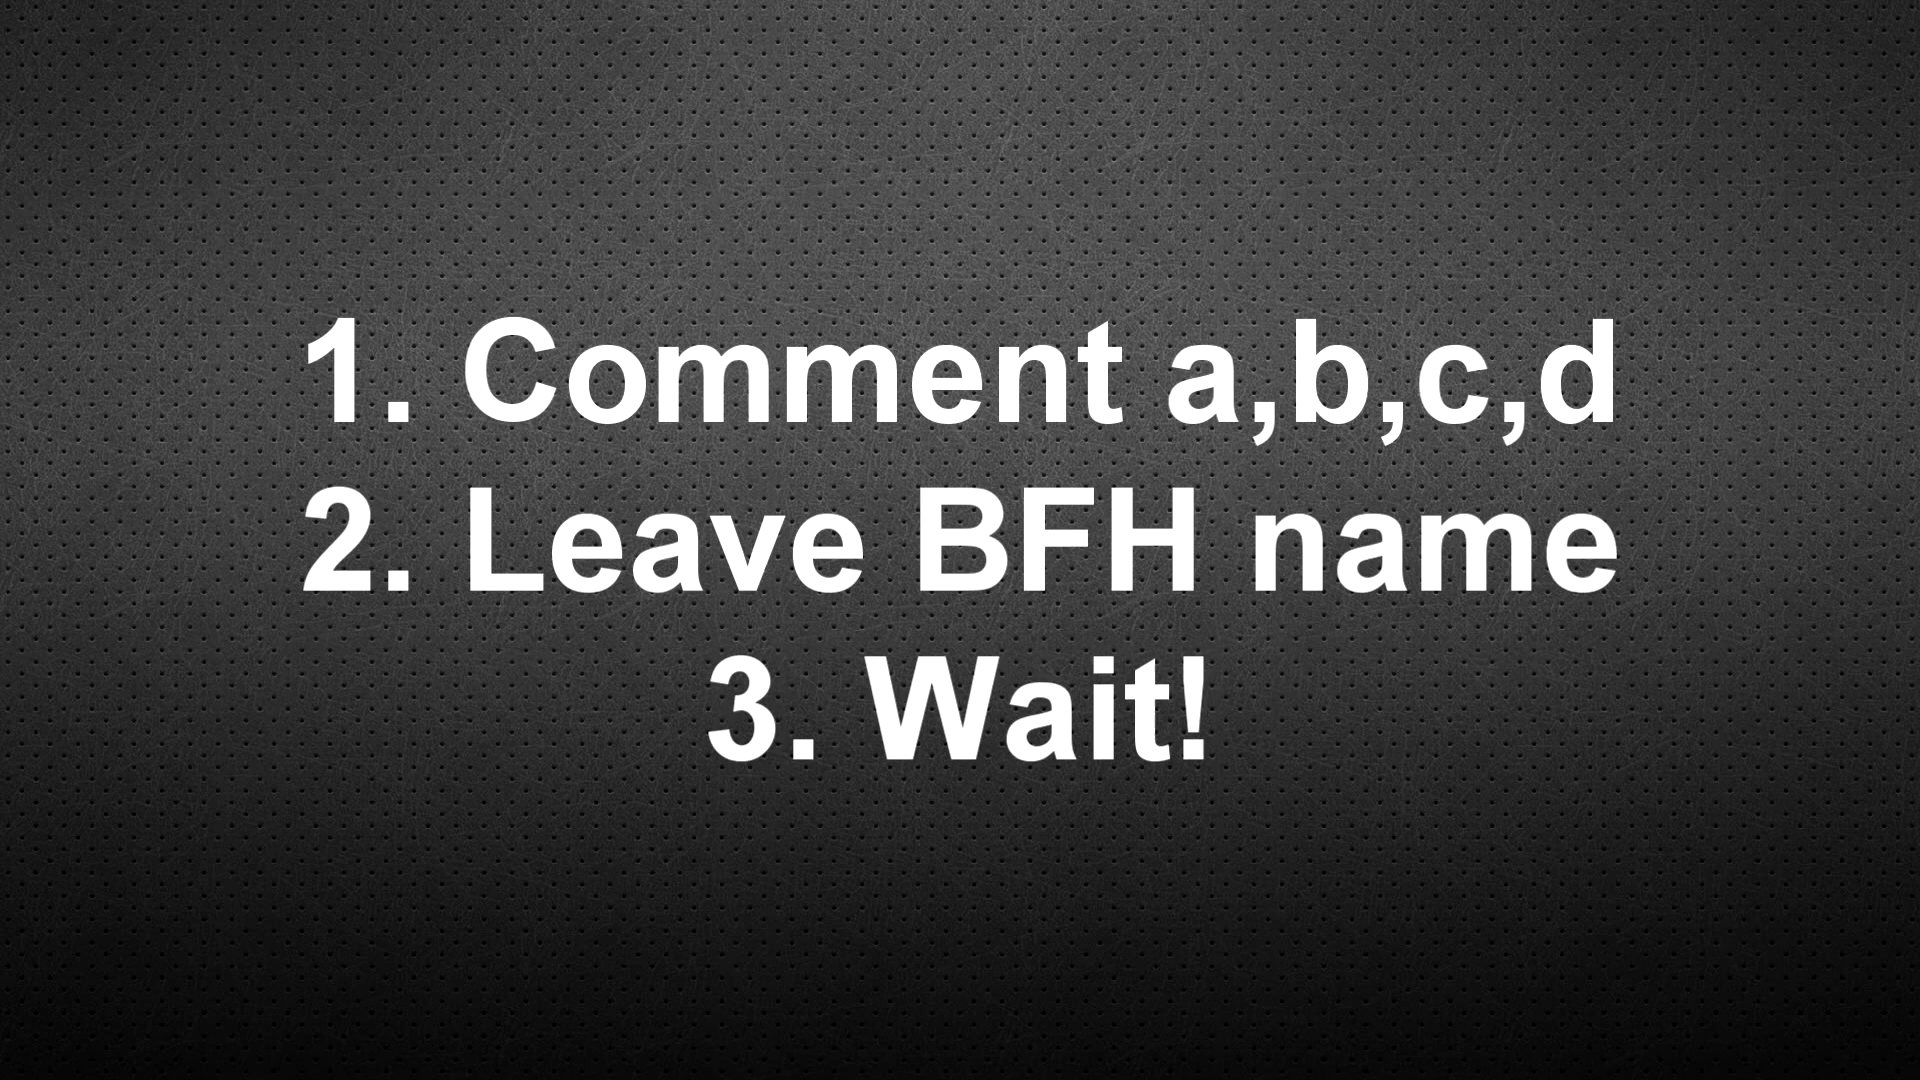 1. Comment a,b,c,d
2. Leave BFH name
3. Wait!